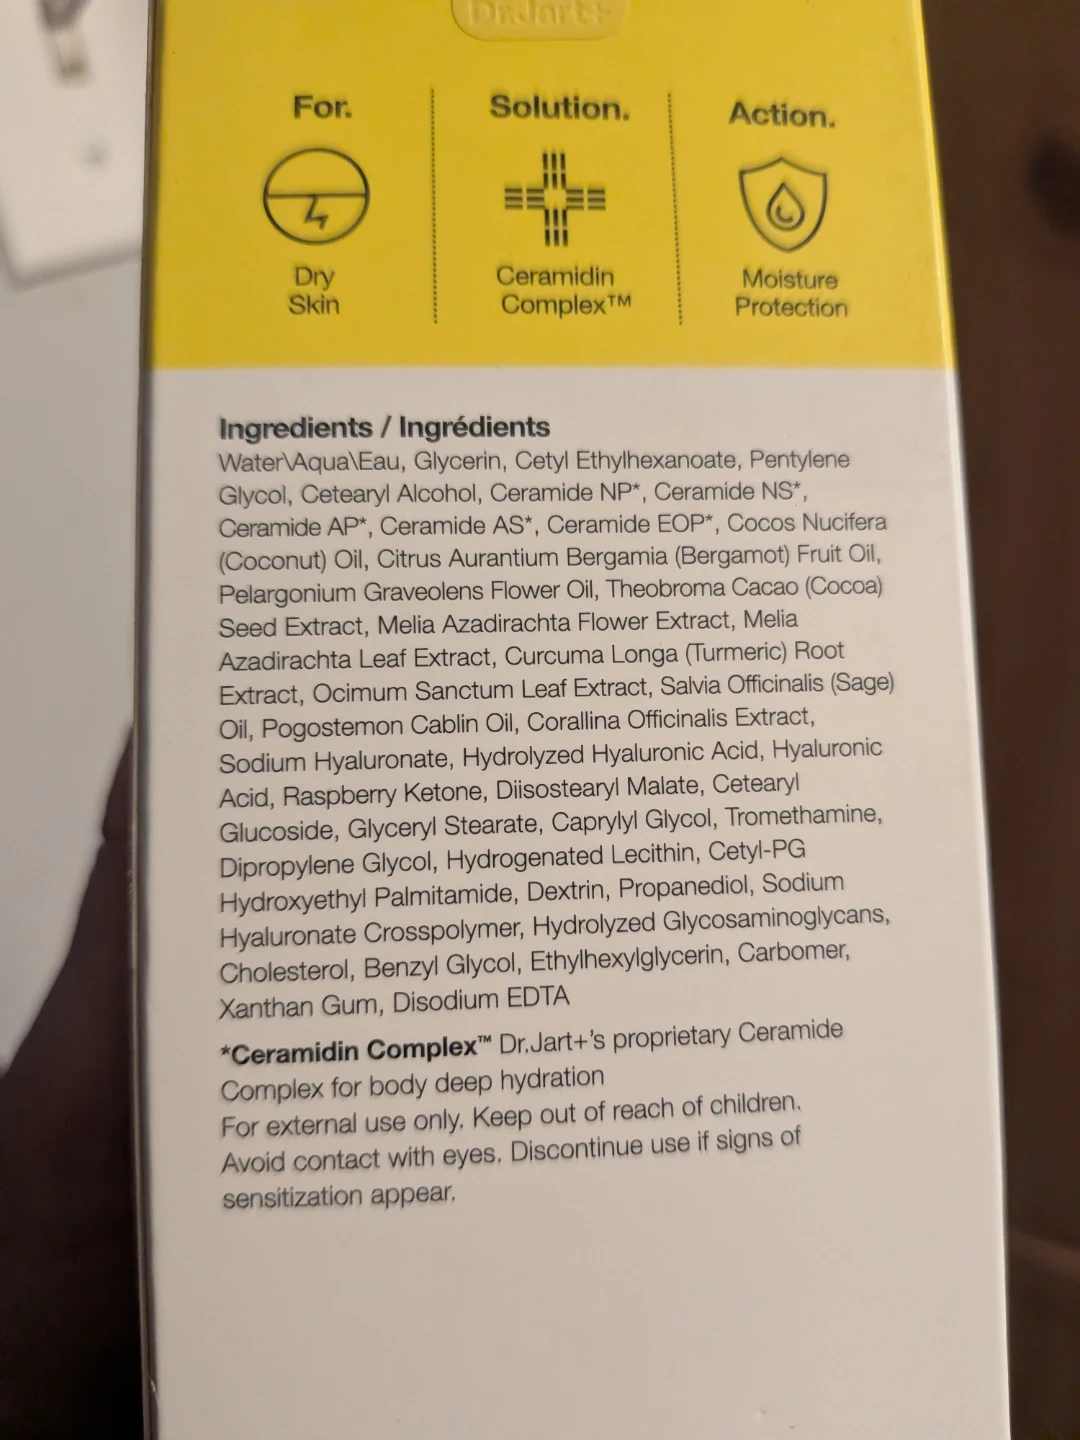 Dr.Jart+
For.
Solution.
Action.
Dry
Skin
Ceramidin
Complex™
Moisture
Protection
Ingredients / Ingrédients
Water\Aqua\Eau, Glycerin, Cetyl Ethylhexanoate, Pentylene
Glycol, Cetearyl Alcohol, Ceramide NP*, Ceramide NS*,
Ceramide AP*, Ceramide AS*, Ceramide EOP*, Cocos Nucifera
(Coconut) Oil, Citrus Aurantium Bergamia (Bergamot) Fruit Oil,
Pelargonium Graveolens Flower Oil, Theobroma Cacao (Cocoa)
Seed Extract, Melia Azadirachta Flower Extract, Melia
Azadirachta Leaf Extract, Curcuma Longa (Turmeric) Root
Extract, Ocimum Sanctum Leaf Extract, Salvia Officinalis (Sage)
Oil, Pogostemon Cablin Oil, Corallina Officinalis Extract,
Sodium Hyaluronate, Hydrolyzed Hyaluronic Acid, Hyaluronic
Acid, Raspberry Ketone, Diisostearyl Malate, Cetearyl
Glucoside, Glyceryl Stearate, Caprylyl Glycol, Tromethamine,
Dipropylene Glycol, Hydrogenated Lecithin, Cetyl-PG
Hydroxyethyl Palmitamide, Dextrin, Propanediol, Sodium
Hyaluronate Crosspolymer, Hydrolyzed Glycosaminoglycans,
Cholesterol, Benzyl Glycol, Ethylhexylglycerin, Carbomer,
Xanthan Gum, Disodium EDTA
*Ceramidin Complex™ Dr.Jart+'s proprietary Ceramide
Complex for body deep hydration
For external use only. Keep out of reach of children.
Avoid contact with eyes. Discontinue use if signs of
sensitization appear.